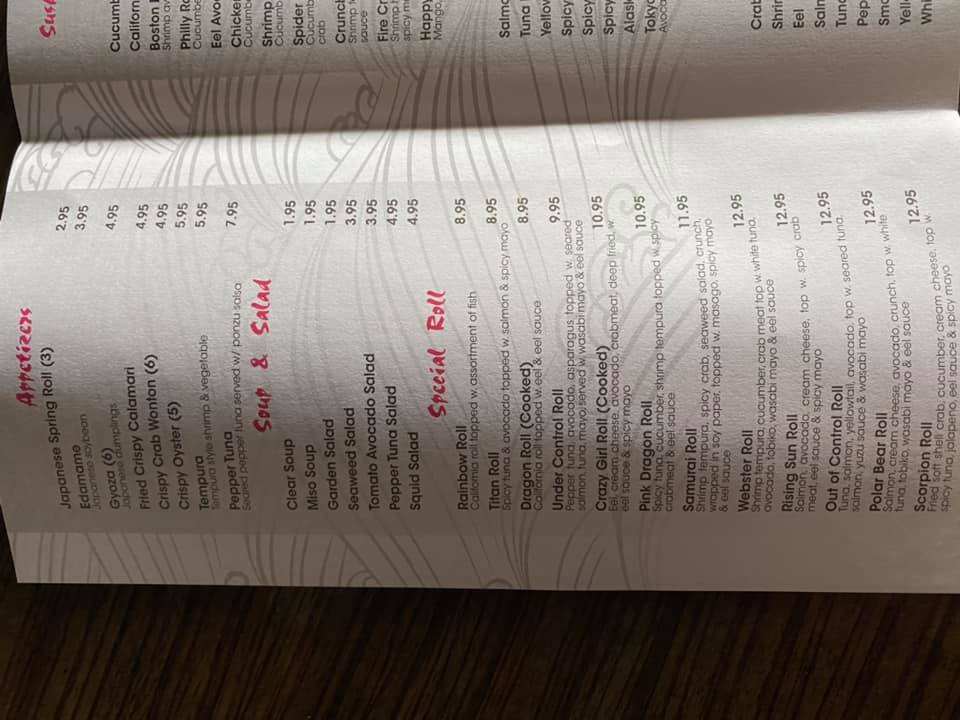 Appetizers
Japanese Spring Roll (3) 2.95
Edamame 3.95
Japanese soybean
Gyoza (6) 4.95
Japanese dumplings
Fried Crispy Calamari 4.95
Crispy Crab Wonton (6) 4.95
Crispy Oyster (5) 5.95
Tempura 5.95
Tempura style shrimp & vegetable
Pepper Tuna 7.95
Seared pepper tuna served w/ panzu salsa
Soup & Salad
Clear Soup 1.95
Miso Soup 1.95
Garden Salad 1.95
Seaweed Salad 3.95
Tomato Avocado Salad 3.95
Pepper Tuna Salad 4.95
Squid Salad 4.95
Special Roll
Rainbow Roll 8.95
California roll topped w. assortment of fish
Titan Roll 8.95
Spicy tuna & avocado topped w. salmon & spicy mayo
Dragon Roll (Cooked) 8.95
California roll topped w. eel & eel sauce
Under Control Roll 9.95
Pepper tuna, avocado, asparagus, topped w. seared
salmon, tuna, mayo served w. wasabi mayo & eel sauce
Crazy Girl Roll (Cooked) 10.95
Eel, cream cheese, avocado, crabmeat, deep fried, w.
eel sauce & spicy mayo
Pink Dragon Roll 10.95
Spicy tuna, cucumber, shrimp tempura topped w. spicy
crabmeat & eel sauce
Samurai Roll 11.95
Shrimp tempura, spicy crab, seaweed salad, crunch,
wrapped in soy paper, topped w. masago, spicy mayo
& eel sauce
Webster Roll 12.95
Shrimp tempura, cucumber, crab meat top w. white tuna,
avocado, tobiko, wasabi mayo & eel sauce
Rising Sun Roll 12.95
Salmon, avocado, cream cheese, top w. spicy crab
meat, eel sauce & spicy mayo
Out of Control Roll 12.95
Tuna, salmon, yellowtail, avocado, top w. seared tuna,
salmon, yuzu sauce & wasabi mayo
Polar Bear Roll 12.95
Salmon, cream cheese, avocado, crunch, top w. white
tuna, tobiko, wasabi mayo & eel sauce
Scorpion Roll 12.95
Fried soft shell crab, cucumber, cream cheese, top w.
spicy tuna, jalapeno, eel sauce & spicy mayo
Cucumb
Californ
Boston
Shrimp
Philly Ro
Cucumbe
Eel Avo
Chicken
Cucumb
Shrimp
Cucumb
Spider
Cucumb
crab
Crunch
Shrimp
sauce
Fire Cr
Shrimp
spicy m
Happy
Mango,
Salmo
Tuna
Yellow
Spicy
Spicy
Spicy
Alask
Tokyo
Avoca
Crab
Shrim
Eel
Salm
Tuna
Pep
Smo
Yell
Whi